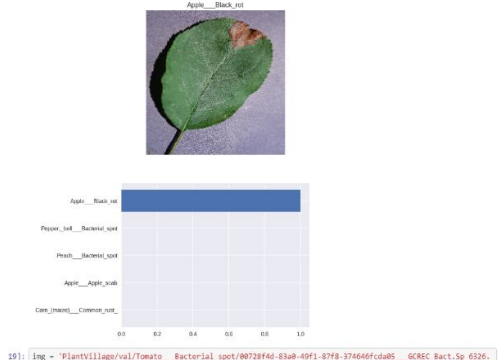 Apple___Black_rot
Apple___Black_rot
Pepper,_bell___Bacterial_spot
Peach___Bacterial_spot
Apple___Apple_scab
Corn_(maize)___Common_rust_
0.0 0.2 0.4 0.6 0.8 1.0
19]: img = 'PlantVillage/val/Tomato___Bacterial_spot/00728f4d-83a0-49f1-87f8-374646fcda05___GCREC_Bact.Sp 6326.